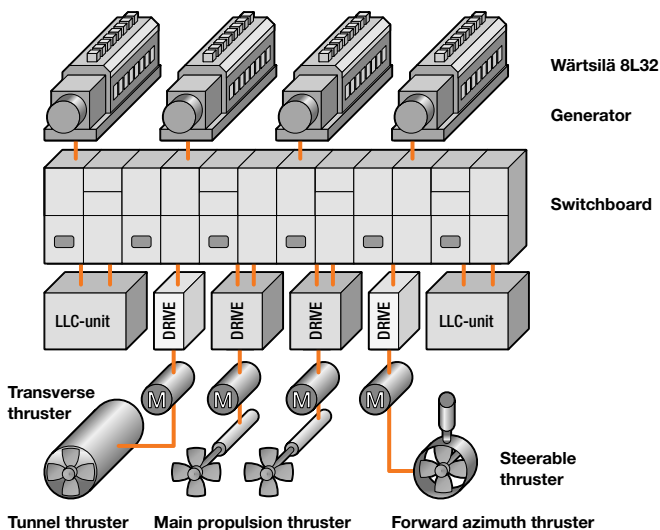 Wärtsilä 8L32
Generator
Switchboard
LLC-unit
DRIVE
DRIVE
DRIVE
DRIVE
LLC-unit
M
M
M
M
Transverse
thruster
Steerable
thruster
Tunnel thruster
Main propulsion thruster
Forward azimuth thruster